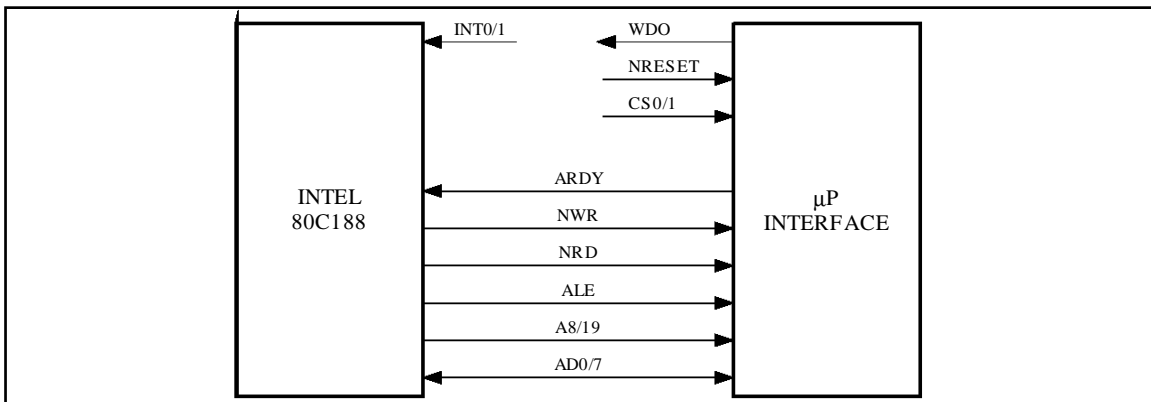 INT0/1
WDO
NRESET
CS0/1
ARDY
INTEL
80C188
µP
INTERFACE
NWR
NRD
ALE
A8/19
AD0/7